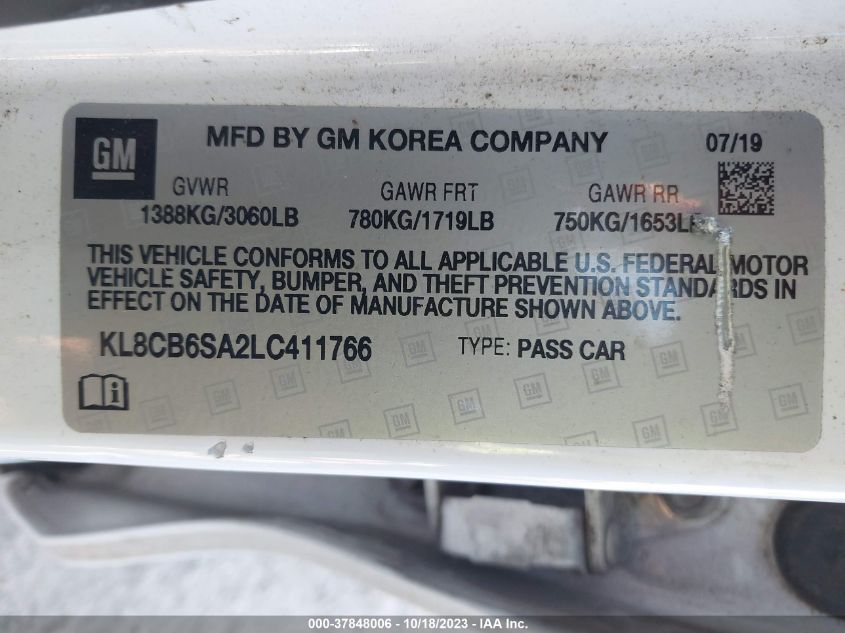 GM
MFD BY GM KOREA COMPANY 07/19
GVWR GAWR FRT GAWR RR
1388KG/3060LB 780KG/1719LB 750KG/1653L
THIS VEHICLE CONFORMS TO ALL APPLICABLE U.S. FEDERAL MOTOR
VEHICLE SAFETY, BUMPER, AND THEFT PREVENTION STANDARDS IN
EFFECT ON THE DATE OF MANUFACTURE SHOWN ABOVE.
KL8CB6SA2LC411766 TYPE: PASS CAR
i
000-37848006 - 10/18/2023 - IAA Inc.